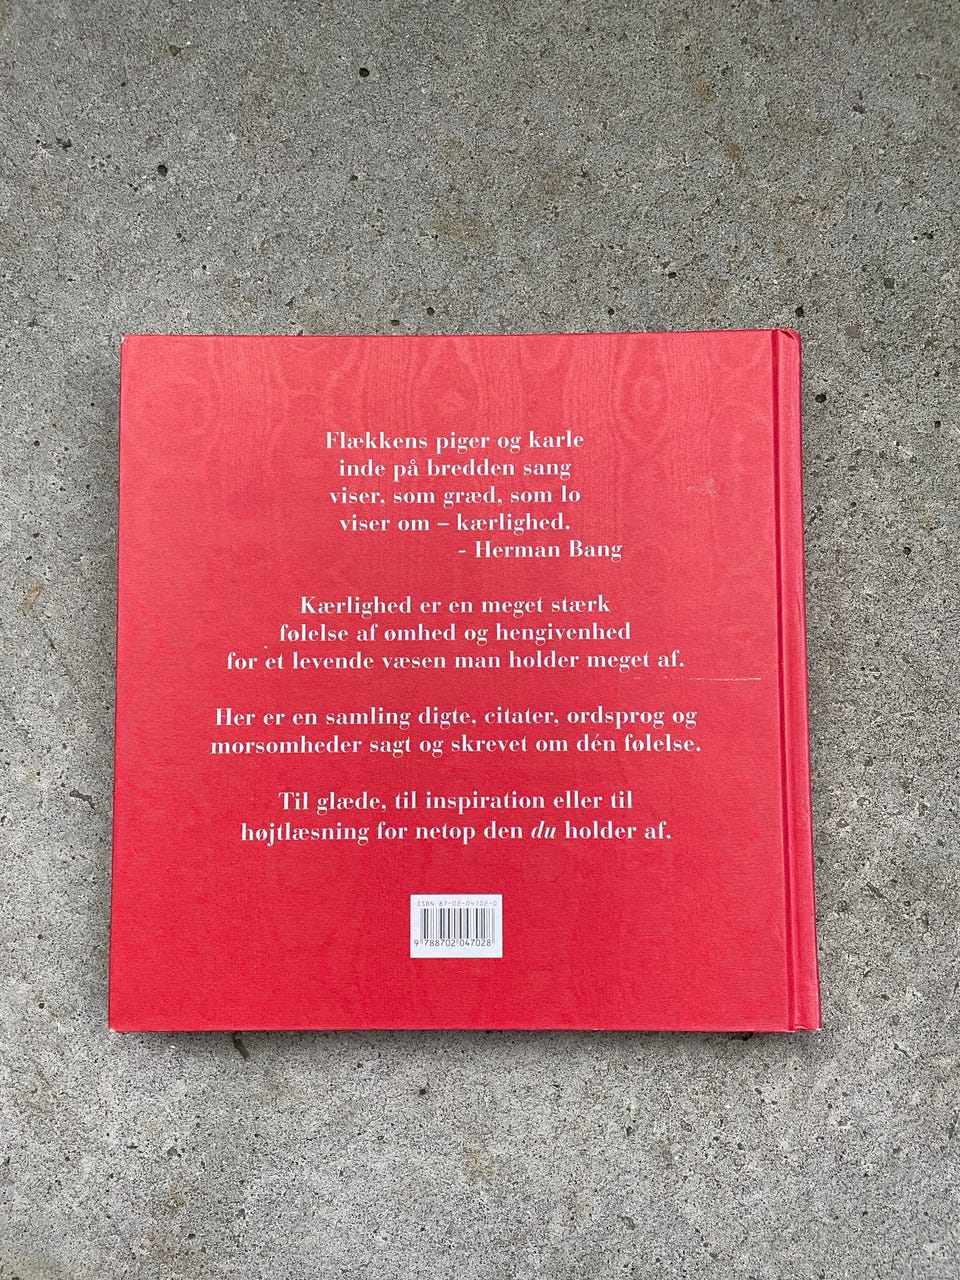 Flækkens piger og karle
inde på bredden sang
viser, som græd, som lo
viser om – kærlighed.
- Herman Bang
Kærlighed er en meget stærk
følelse af ømhed og hengivenhed
for et levende væsen man holder meget af.
Her er en samling digte, citater, ordsprog og
morsomheder sagt og skrevet om dén følelse.
Til glæde, til inspiration eller til
højtlæsning for netop den du holder af.
ISBN 87-02-04702-0
9 788702 047028